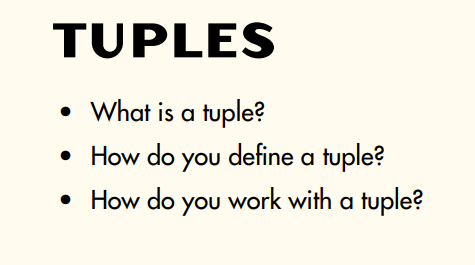 TUPLES
• What is a tuple?
• How do you define a tuple?
• How do you work with a tuple?